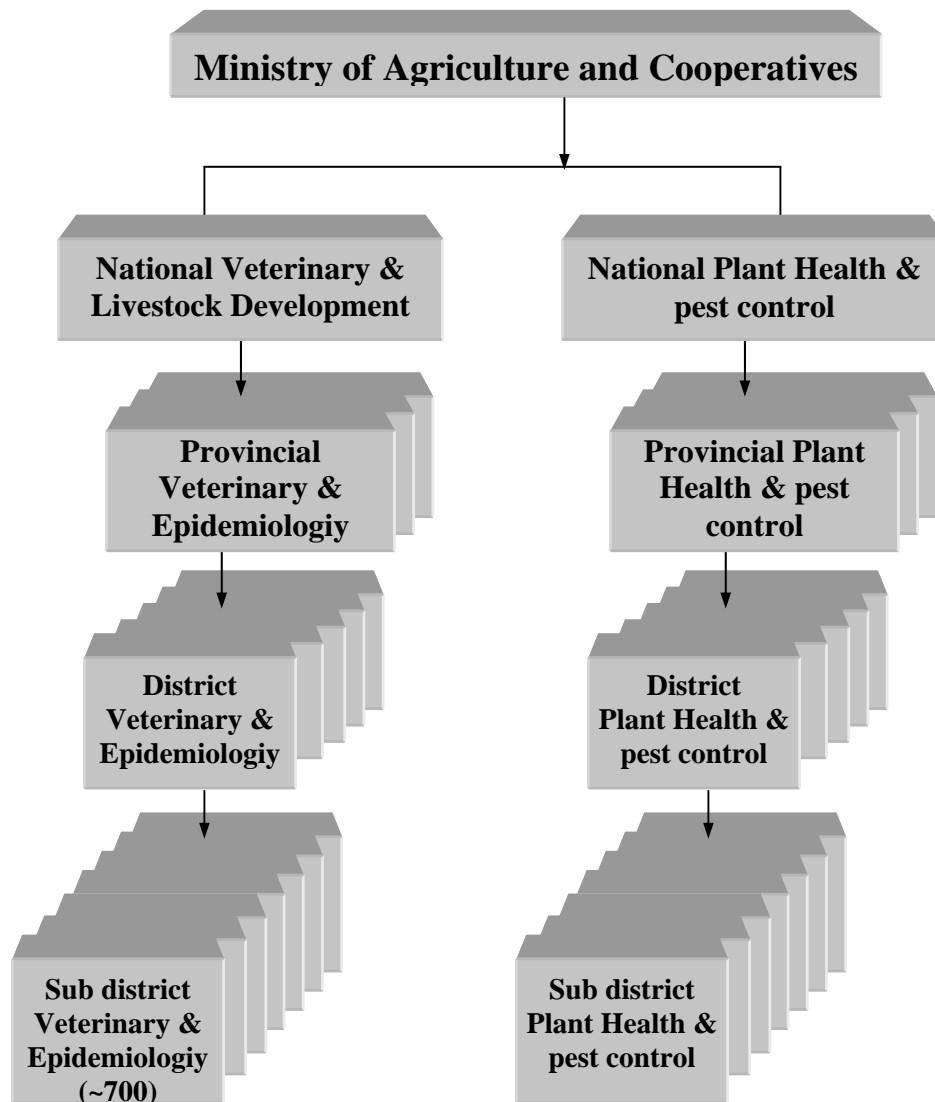 Ministry of Agriculture and Cooperatives
National Veterinary &
Livestock Development
National Plant Health &
pest control
Provincial
Veterinary &
Epidemiologiy
Provincial Plant
Health & pest
control
District
Veterinary &
Epidemiologiy
District
Plant Health &
pest control
Sub district
Veterinary &
Epidemiologiy
(~700)
Sub district
Plant Health &
pest control